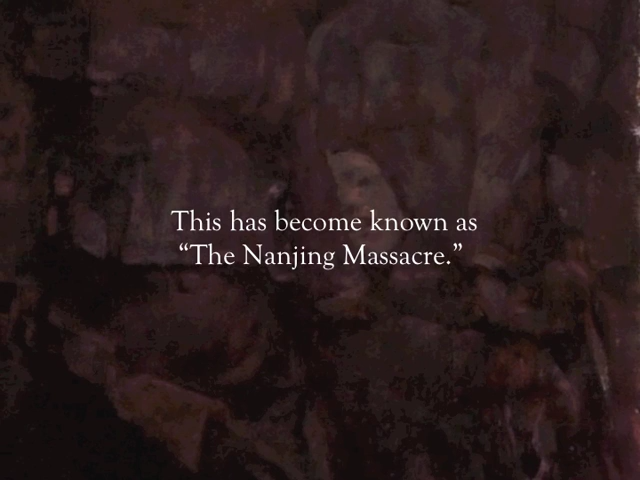 This has become known as
“The Nanjing Massacre.”